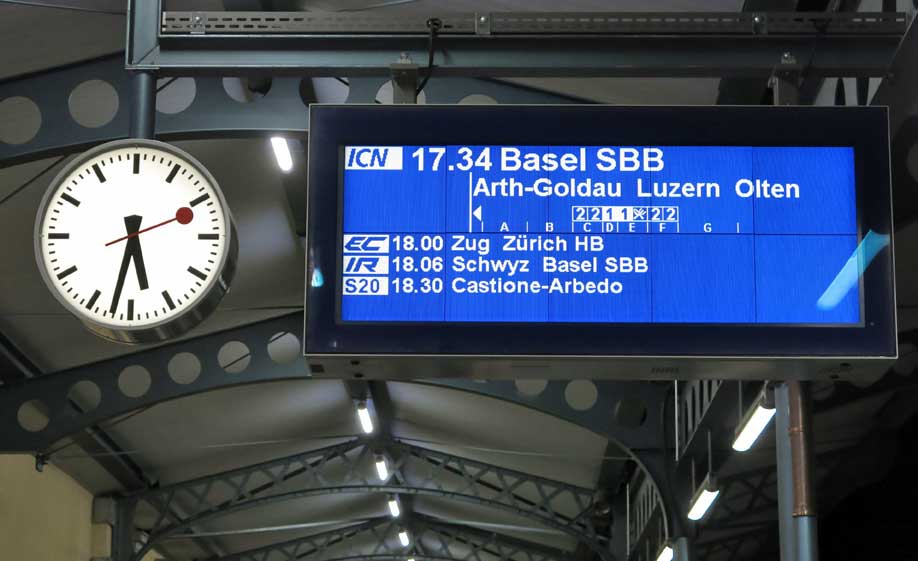 ICN 17.34 Basel SBB
Arth-Goldau Luzern Olten
2 2 1 1 2 2
A B C D E F G
EC 18.00 Zug Zürich HB
IR 18.06 Schwyz Basel SBB
S20 18.30 Castione-Arbedo